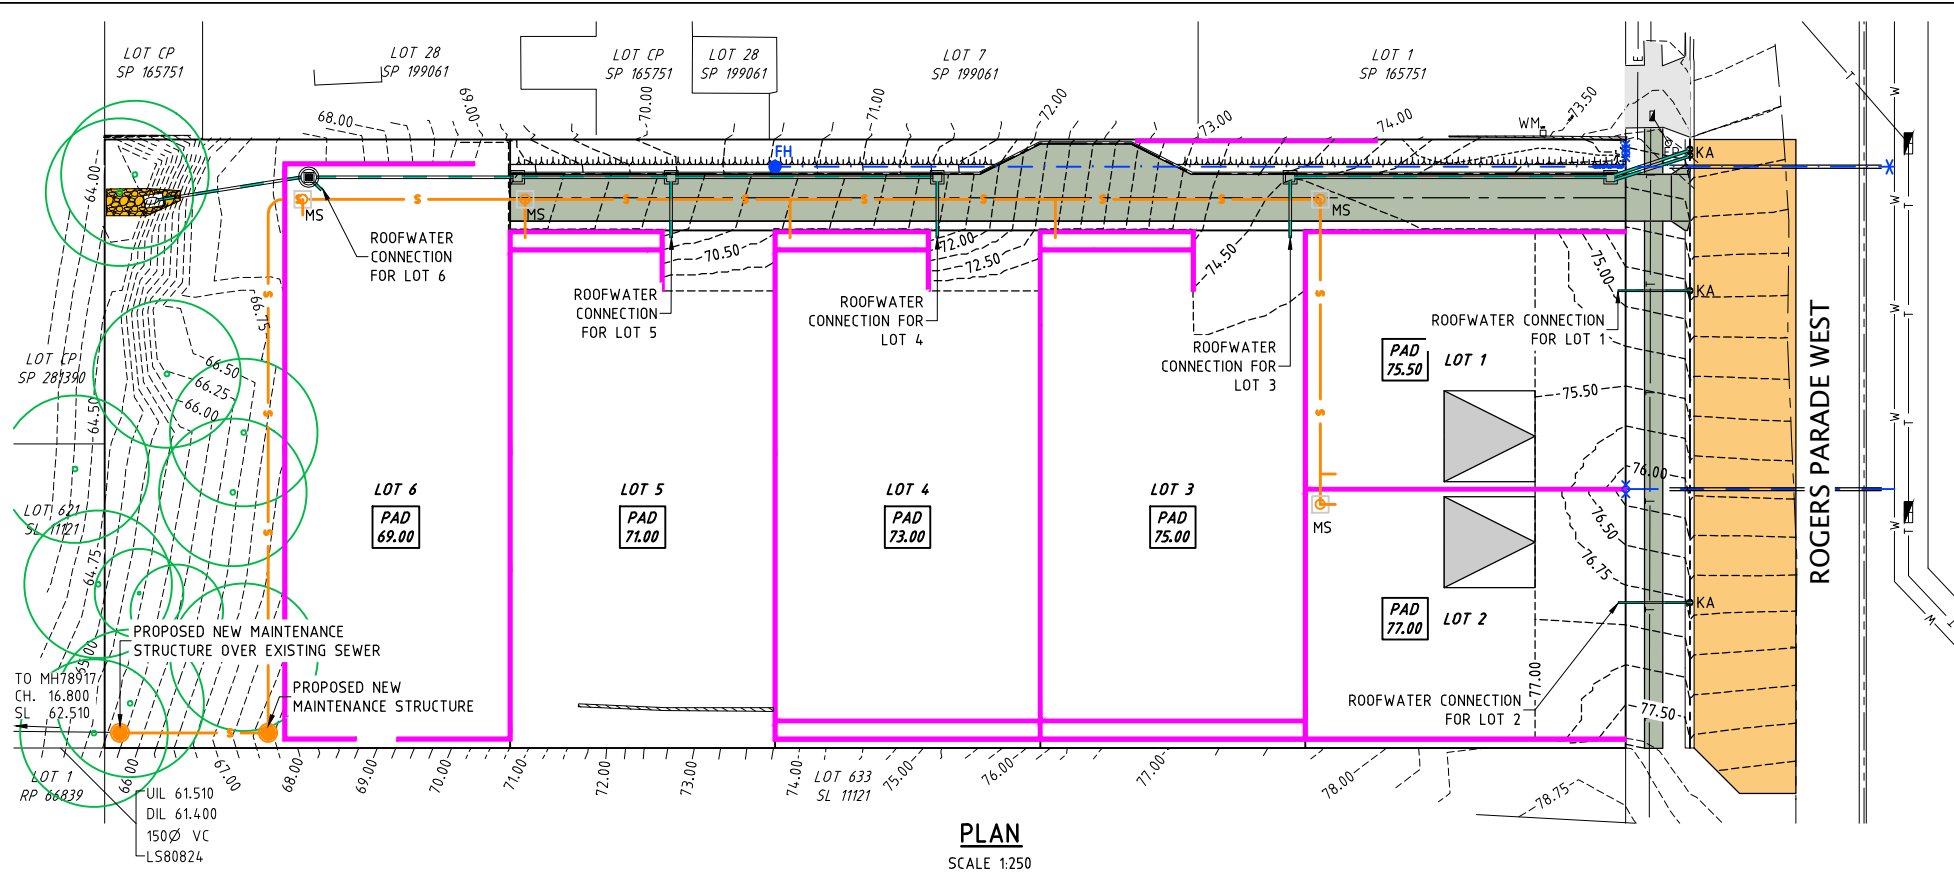 LOT CP
SP 165751
LOT 28
SP 199061
LOT CP
SP 165751
LOT 28
SP 199061
LOT 7
SP 199061
LOT 1
SP 165751
68.00
69.00
70.00
71.00
72.00
73.00
74.00
73.50
WM
E
T
FH
KA
64.00
MS
MS
MS
S
S
S
S
S
S
S
S
ROOFWATER
CONNECTION
FOR LOT 6
70.50
72.00
72.50
74.50
75.00
66.75
ROOFWATER
CONNECTION
FOR LOT 5
ROOFWATER
CONNECTION FOR
LOT 4
ROOFWATER
CONNECTION FOR
LOT 3
ROOFWATER CONNECTION
FOR LOT 1
KA
PAD
75.50
LOT 1
75.50
LOT CP
SP 281390
66.50
66.25
66.00
64.50
ROGERS PARADE WEST
W
T
W
T
W
T
W
T
LOT 6
PAD
69.00
LOT 5
PAD
71.00
LOT 4
PAD
73.00
LOT 3
PAD
75.00
76.00
76.50
76.75
MS
LOT 621
SL 11121
64.75
PAD
77.00
LOT 2
KA
PROPOSED NEW MAINTENANCE
STRUCTURE OVER EXISTING SEWER
65.00
TO MH78917
CH. 16.800
SL 62.510
PROPOSED NEW
MAINTENANCE STRUCTURE
ROOFWATER CONNECTION
FOR LOT 2
77.00
77.50
LOT 1
RP 66839
66.00
67.00
68.00
69.00
70.00
71.00
72.00
73.00
74.00
LOT 633
SL 11121
75.00
76.00
77.00
78.00
78.75
UIL 61.510
DIL 61.400
150Ø VC
LS80824
PLAN
SCALE 1:250